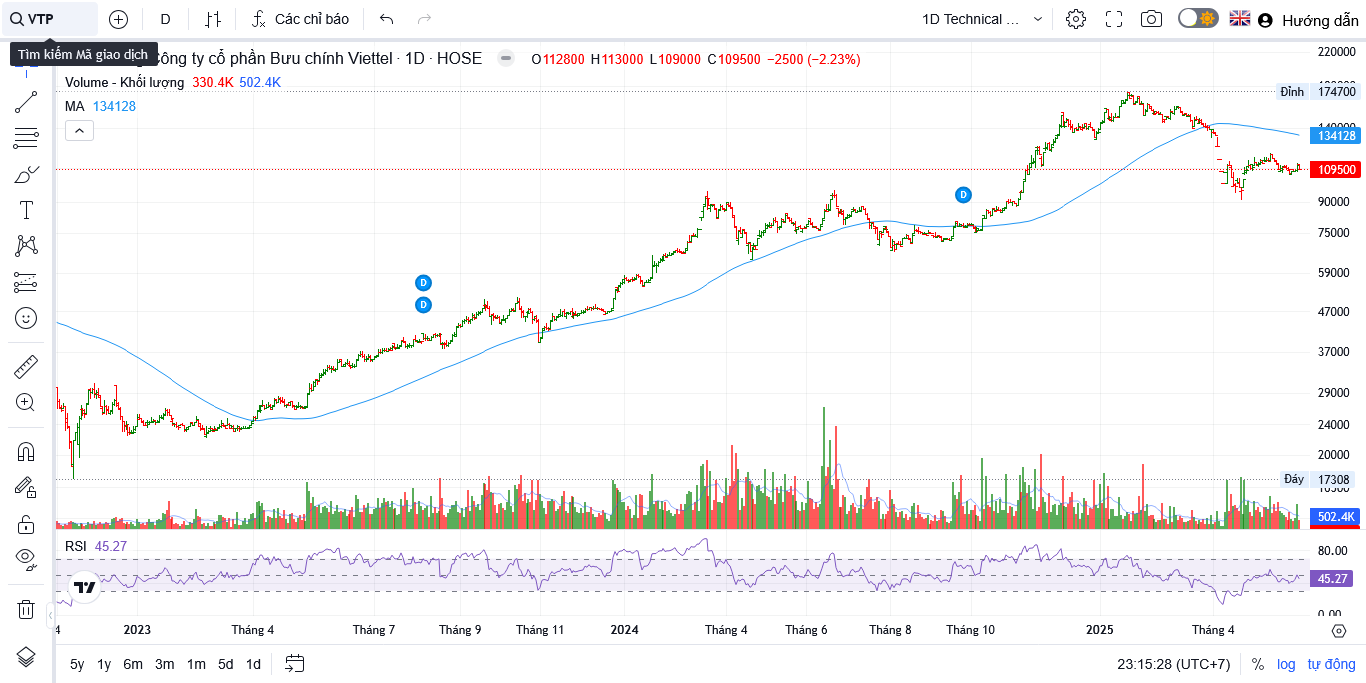 VTP D Các chỉ báo 1D Technical ... Hướng dẫn
Tìm kiếm Mã giao dịch
Công ty cổ phần Bưu chính Viettel · 1D · HOSE O112800 H113000 L109000 C109500 −2500 (−2.23%)
Volume - Khối lượng 330.4K 502.4K
MA 134128
220000
Đỉnh 174700
140000
134128
109500
90000
75000
59000
47000
37000
29000
24000
20000
Đáy 17308
502.4K
D
D
D
RSI 45.27
80.00
45.27
0.00
4 2023 Tháng 4 Tháng 7 Tháng 9 Tháng 11 2024 Tháng 4 Tháng 6 Tháng 8 Tháng 10 2025 Tháng 4
5y 1y 6m 3m 1m 5d 1d 23:15:28 (UTC+7) % log tự động